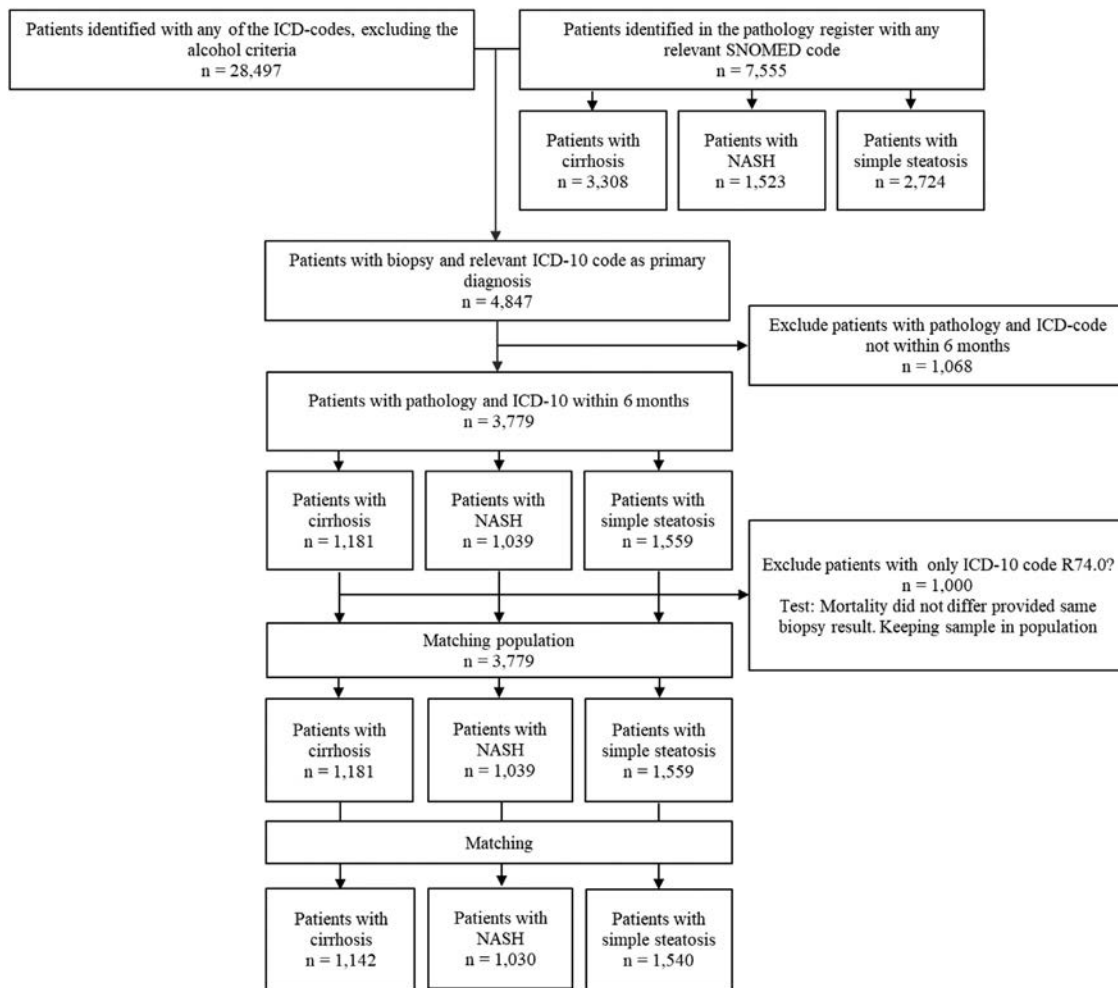 Patients identified with any of the ICD-codes, excluding the
alcohol criteria
n = 28,497
Patients identified in the pathology register with any
relevant SNOMED code
n = 7,555
Patients with
cirrhosis
n = 3,308
Patients with
NASH
n = 1,523
Patients with
simple steatosis
n = 2,724
Patients with biopsy and relevant ICD-10 code as primary
diagnosis
n = 4,847
Exclude patients with pathology and ICD-code
not within 6 months
n = 1,068
Patients with pathology and ICD-10 within 6 months
n = 3,779
Patients with
cirrhosis
n = 1,181
Patients with
NASH
n = 1,039
Patients with
simple steatosis
n = 1,559
Exclude patients with only ICD-10 code R74.0?
n = 1,000
Test: Mortality did not differ provided same
biopsy result. Keeping sample in population
Matching population
n = 3,779
Patients with
cirrhosis
n = 1,181
Patients with
NASH
n = 1,039
Patients with
simple steatosis
n = 1,559
Matching
Patients with
cirrhosis
n = 1,142
Patients with
NASH
n = 1,030
Patients with
simple steatosis
n = 1,540